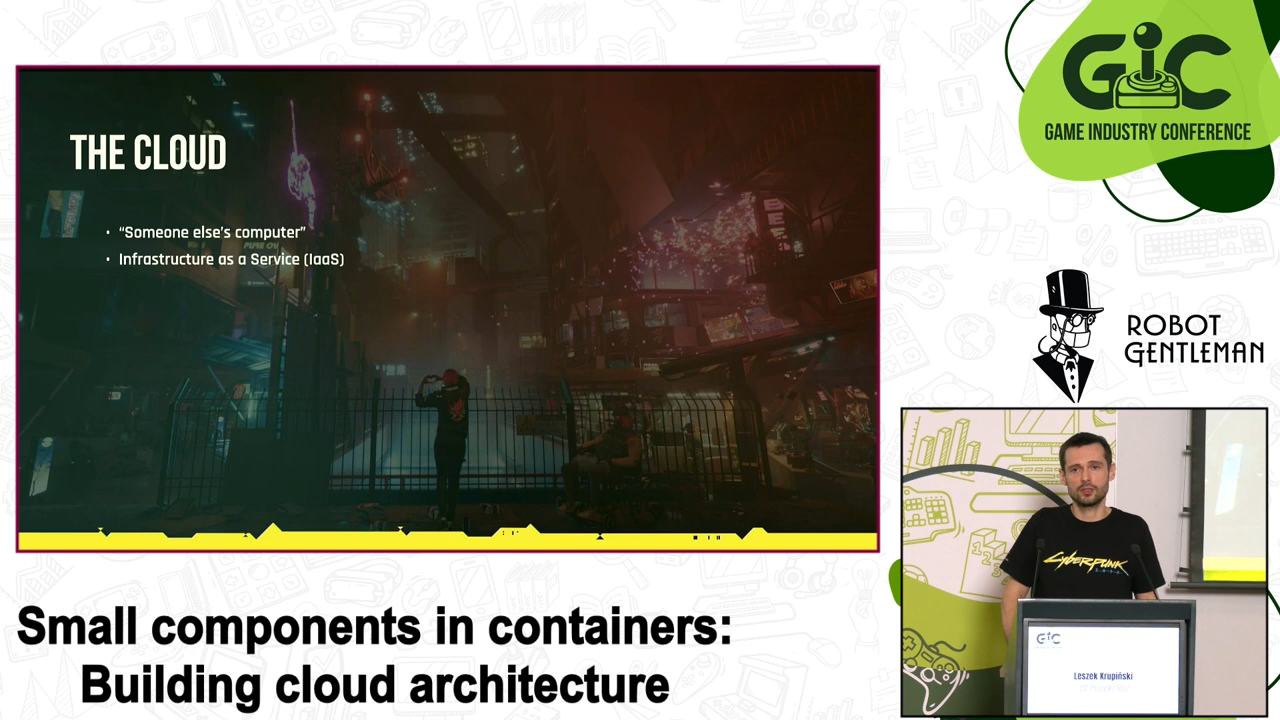 THE CLOUD
• “Someone else’s computer”
• Infrastructure as a Service (IaaS)
GIC
GAME INDUSTRY CONFERENCE
ROBOT
GENTLEMAN
CYBERPUNK
GIC
Leszek Krupiński
Small components in containers:
Building cloud architecture